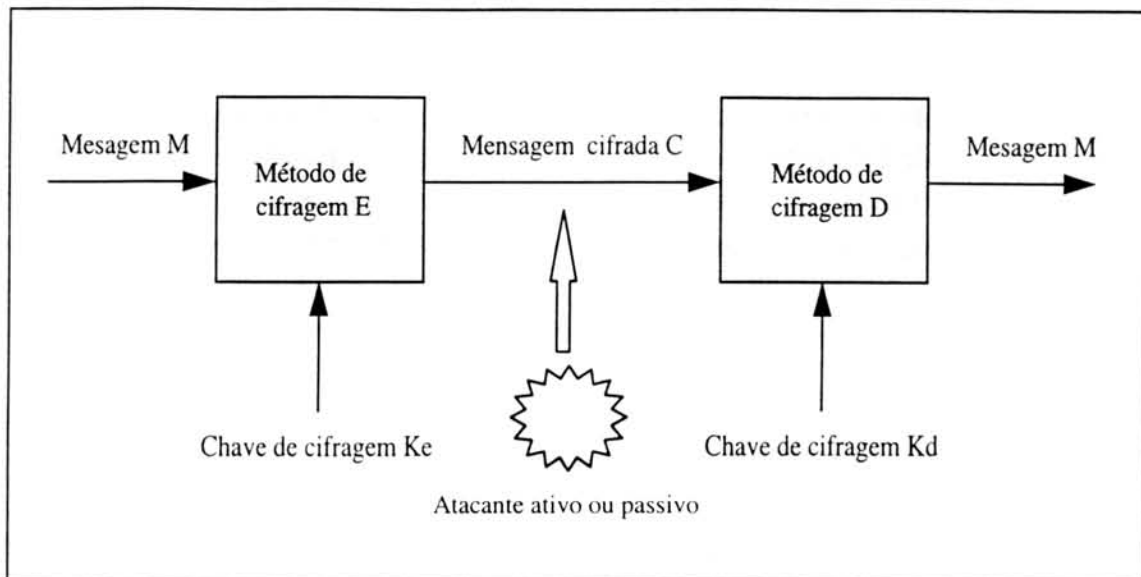 Mesagem M
Método de
cifragem E
Mensagem cifrada C
Método de
cifragem D
Mesagem M
Chave de cifragem Ke
Chave de cifragem Kd
Atacante ativo ou passivo